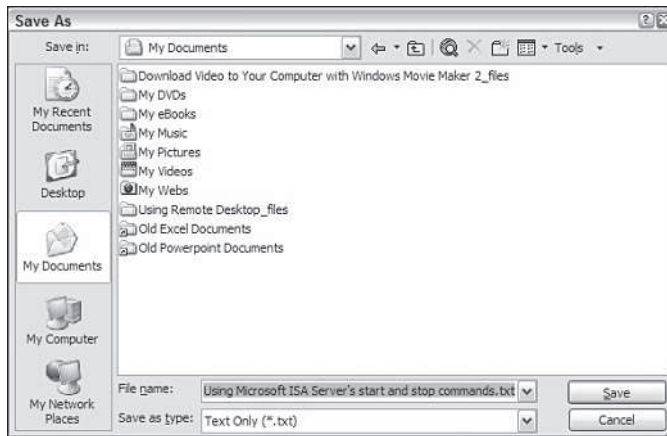 Save As
Save in:
My Documents
Tools
My Recent
Documents
Desktop
My Documents
My Computer
My Network
Places
Download Video to Your Computer with Windows Movie Maker 2_files
My DVDs
My eBooks
My Music
My Pictures
My Videos
My Webs
Using Remote Desktop_files
Old Excel Documents
Old Powerpoint Documents
File name:
Using Microsoft ISA Server's start and stop commands.txt
Save
Save as type:
Text Only (*.txt)
Cancel